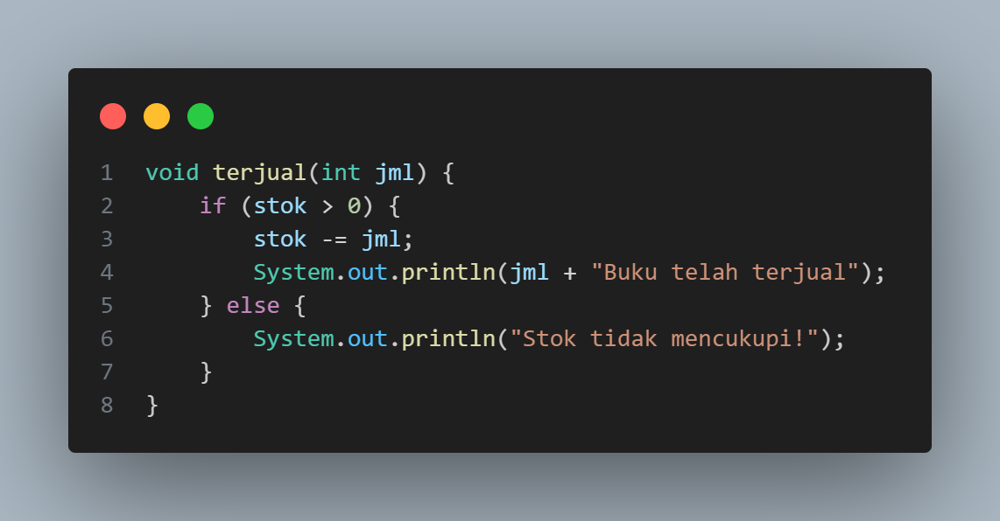 1 void terjual(int jml) {
2     if (stok > 0) {
3         stok -= jml;
4         System.out.println(jml + "Buku telah terjual");
5     } else {
6         System.out.println("Stok tidak mencukupi!");
7     }
8 }